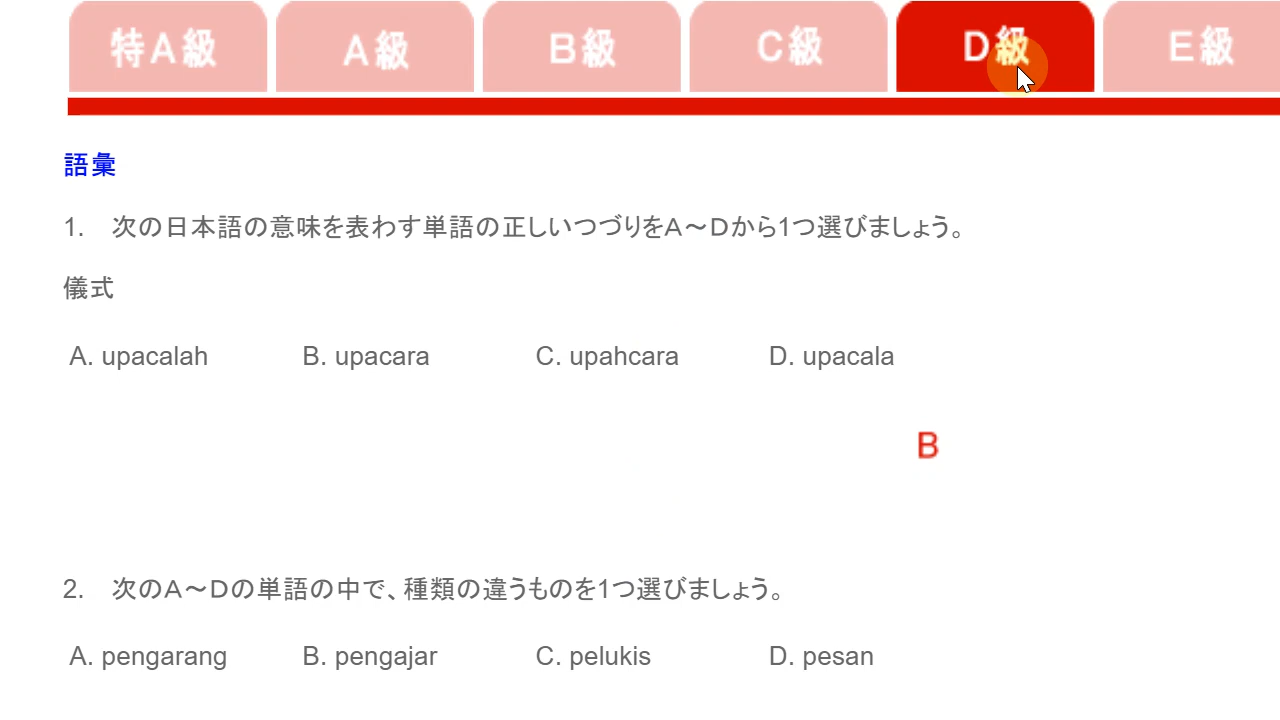 特A級 A級 B級 C級 D級 E級
語彙
1. 次の日本語の意味を表わす単語の正しいつづりをA～Dから1つ選びましょう。
儀式
A. upacalah B. upacara C. upahcara D. upacala
B
2. 次のA～Dの単語の中で、種類の違うものを1つ選びましょう。
A. pengarang B. pengajar C. pelukis D. pesan